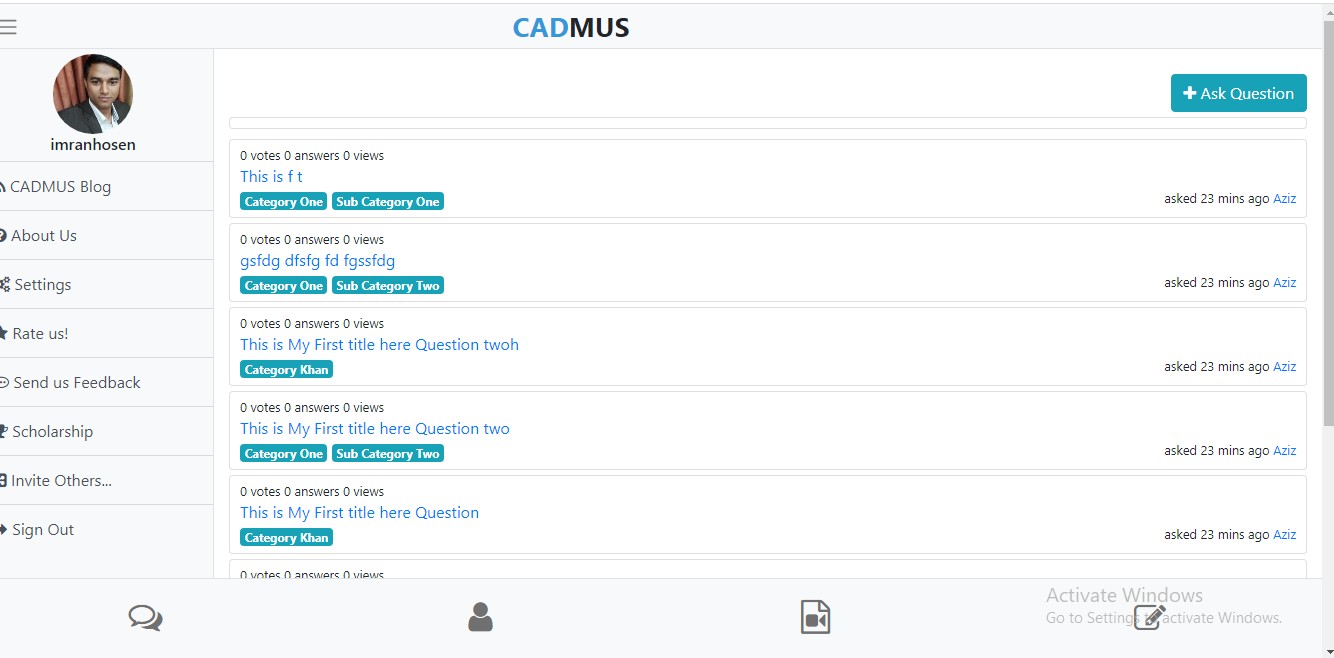 CADMUS
imranhosen
CADMUS Blog
About Us
Settings
Rate us!
Send us Feedback
Scholarship
Invite Others...
Sign Out
Ask Question
0 votes 0 answers 0 views
This is f t
Category One Sub Category One
asked 23 mins ago Aziz
0 votes 0 answers 0 views
gsfdg dfsfg fd fgssfdg
Category One Sub Category Two
asked 23 mins ago Aziz
0 votes 0 answers 0 views
This is My First title here Question twoh
Category Khan
asked 23 mins ago Aziz
0 votes 0 answers 0 views
This is My First title here Question two
Category One Sub Category Two
asked 23 mins ago Aziz
0 votes 0 answers 0 views
This is My First title here Question
Category Khan
asked 23 mins ago Aziz
0 votes 0 answers 0 views
Activate Windows
Go to Settings to activate Windows.